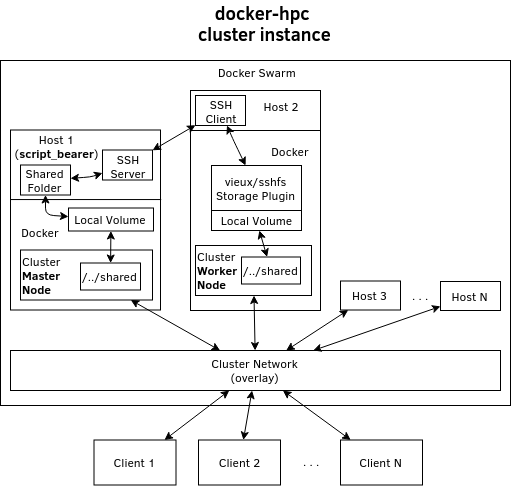 docker-hpc
cluster instance
Docker Swarm
Host 1
(script_bearer)
Shared
Folder
SSH
Server
Docker
Local Volume
Cluster
Master
Node
/../shared
SSH
Client
Host 2
Docker
vieux/sshfs
Storage Plugin
Local Volume
Cluster
Worker
Node
/../shared
Host 3
. . .
Host N
Cluster Network
(overlay)
Client 1
Client 2
. . .
Client N